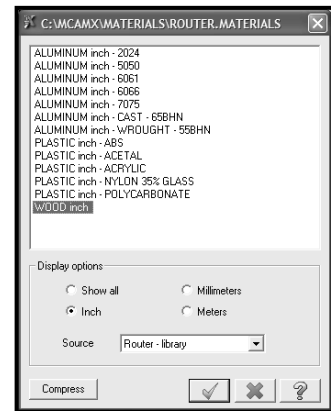 C:\MCAMX\MATERIALS\ROUTER.MATERIALS
ALUMINUM inch - 2024
ALUMINUM inch - 5050
ALUMINUM inch - 6061
ALUMINUM inch - 6066
ALUMINUM inch - 7075
ALUMINUM inch - CAST - 65BHN
ALUMINUM inch - WROUGHT - 55BHN
PLASTIC inch - ABS
PLASTIC inch - ACETAL
PLASTIC inch - ACRYLIC
PLASTIC inch - NYLON 35% GLASS
PLASTIC inch - POLYCARBONATE
WOOD inch
Display options
Show all Millimeters
Inch Meters
Source Router - library
Compress